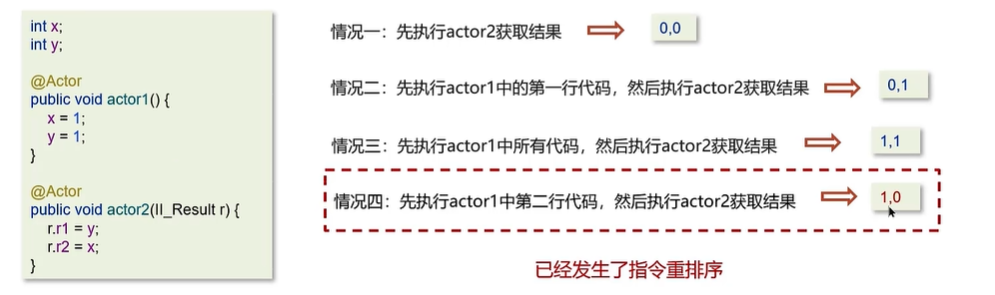 int x;
int y;
@Actor
public void actor1() {
x = 1;
y = 1;
}
@Actor
public void actor2(II_Result r) {
r.r1 = y;
r.r2 = x;
}
情况一：先执行actor2获取结果
0,0
情况二：先执行actor1中的第一行代码，然后执行actor2获取结果
0,1
情况三：先执行actor1中所有代码，然后执行actor2获取结果
1,1
情况四：先执行actor1中第二行代码，然后执行actor2获取结果
1,0
已经发生了指令重排序